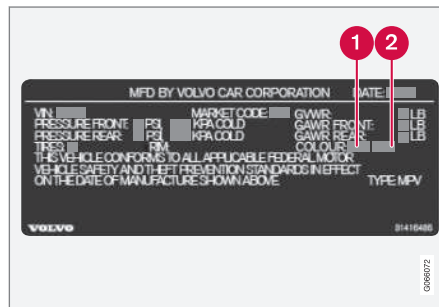 1 2
MFD BY VOLVO CAR CORPORATION DATE:
VIN: MARKET CODE: GVWR: LB
PRESSURE FRONT: PSI, KPA COLD GAWR FRONT: LB
PRESSURE REAR: PSI, KPA COLD GAWR REAR: LB
TIRES: RIM: COLOUR:
THIS VEHICLE CONFORMS TO ALL APPLICABLE FEDERAL MOTOR
VEHICLE SAFETY AND THEFT PREVENTION STANDARDS IN EFFECT
ON THE DATE OF MANUFACTURE SHOWN ABOVE. TYPE: MPV
VOLVO 31416486
G066072